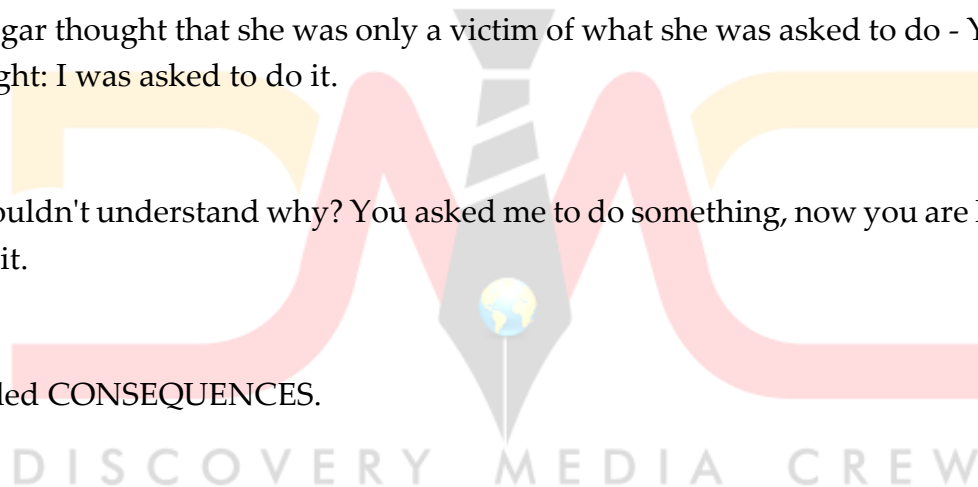 gar thought that she was only a victim of what she was asked to do - Y
ght: I was asked to do it.
ouldn't understand why? You asked me to do something, now you are
it.
led CONSEQUENCES.
DISCOVERY MEDIA CREW